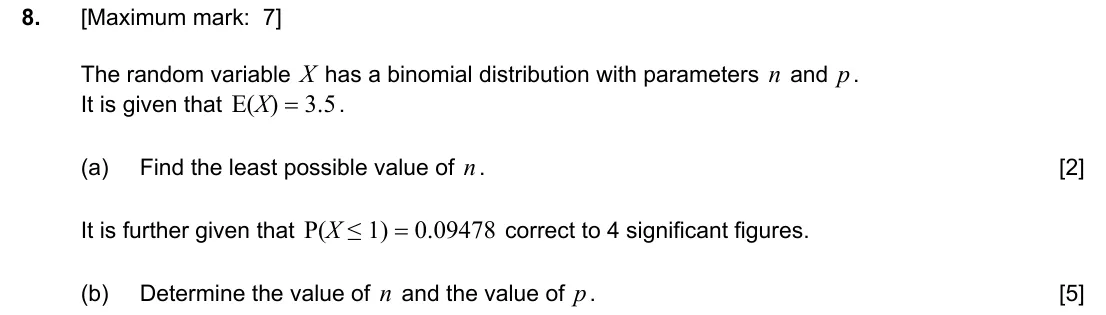 8. [Maximum mark: 7]
The random variable X has a binomial distribution with parameters n and p.
It is given that E(X) = 3.5.
(a) Find the least possible value of n. [2]
It is further given that P(X ≤ 1) = 0.09478 correct to 4 significant figures.
(b) Determine the value of n and the value of p. [5]